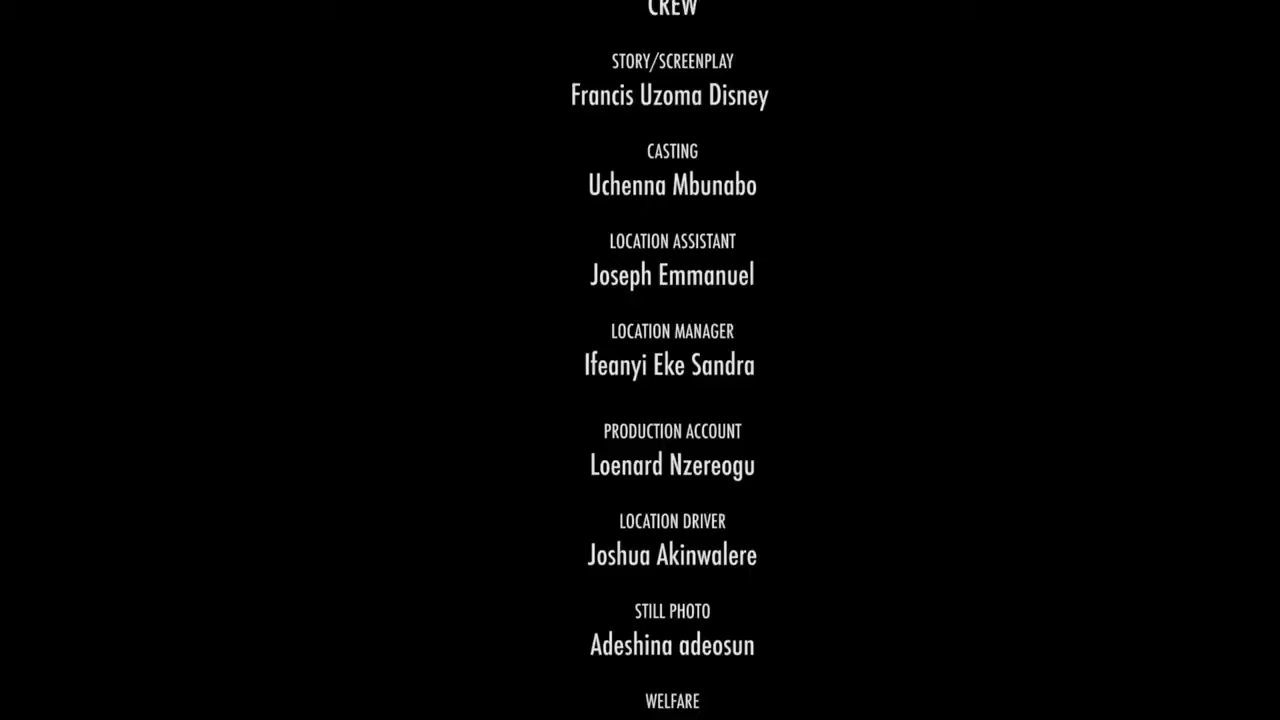 CREW
STORY/SCREENPLAY
Francis Uzoma Disney
CASTING
Uchenna Mbunabo
LOCATION ASSISTANT
Joseph Emmanuel
LOCATION MANAGER
Ifeanyi Eke Sandra
PRODUCTION ACCOUNT
Loenard Nzereogu
LOCATION DRIVER
Joshua Akinwalere
STILL PHOTO
Adeshina adeosun
WELFARE